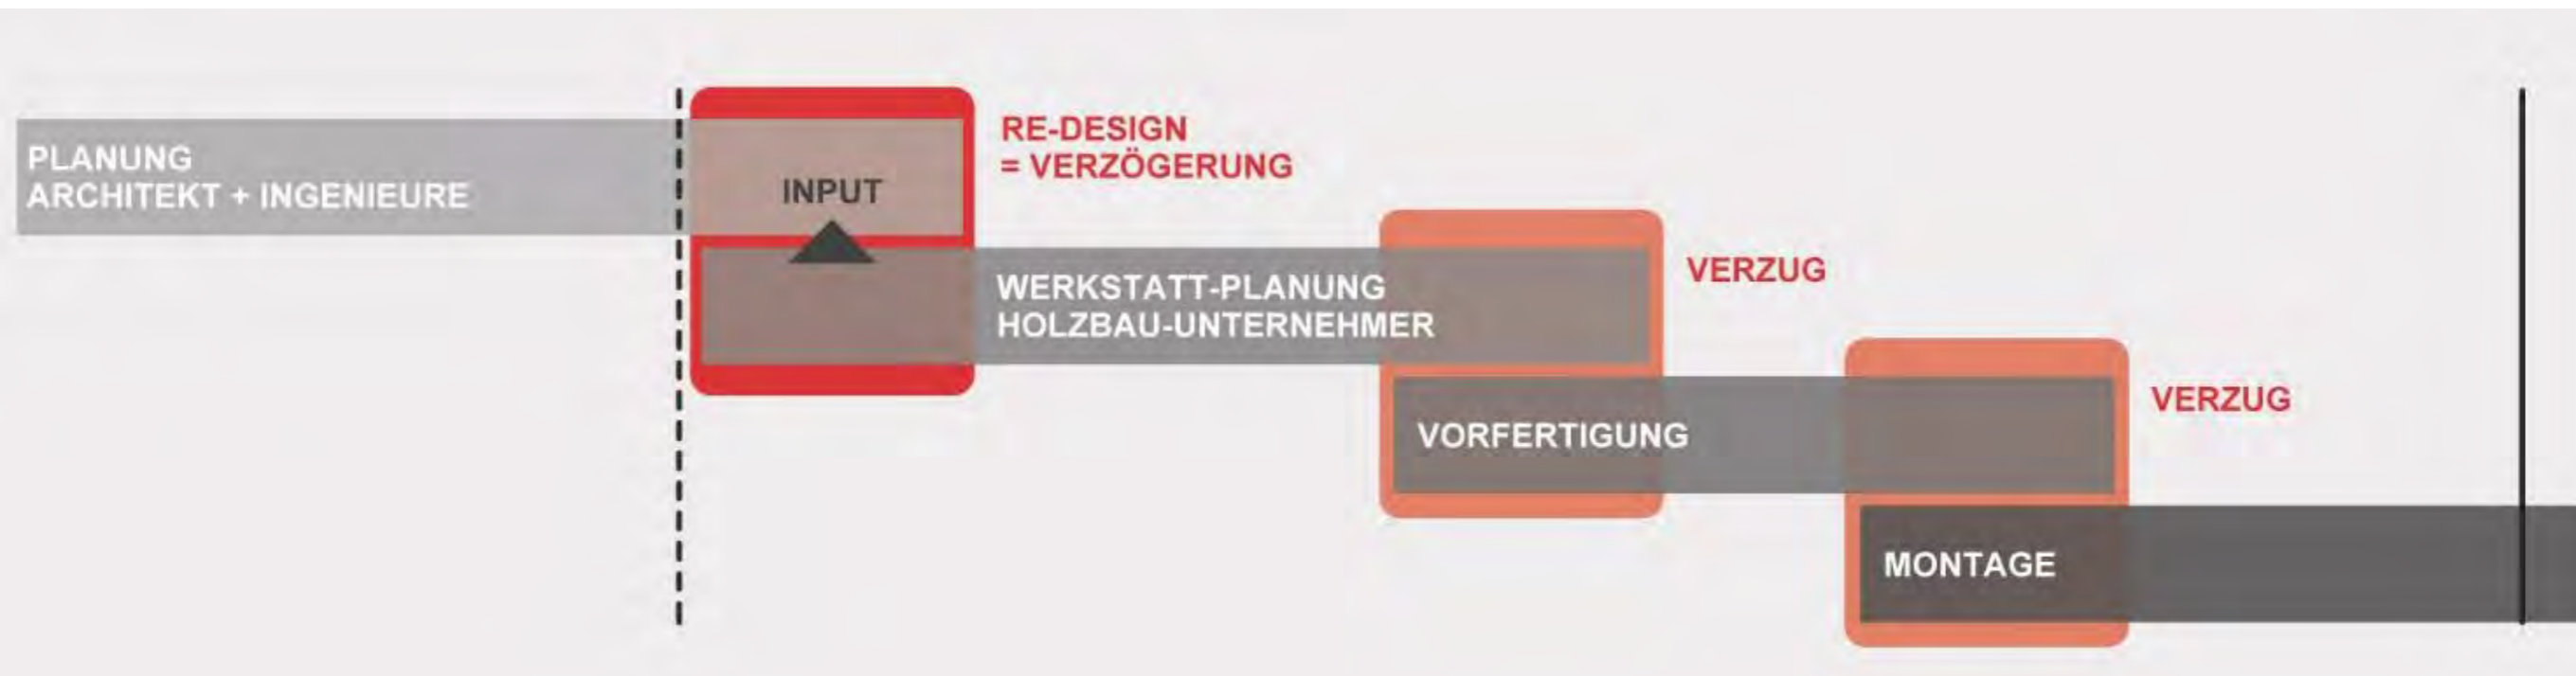 PLANUNG
ARCHITEKT + INGENIEURE
INPUT
RE-DESIGN
= VERZÖGERUNG
WERKSTATT-PLANUNG
HOLZBAU-UNTERNEHMER
VERZUG
VORFERTIGUNG
VERZUG
MONTAGE